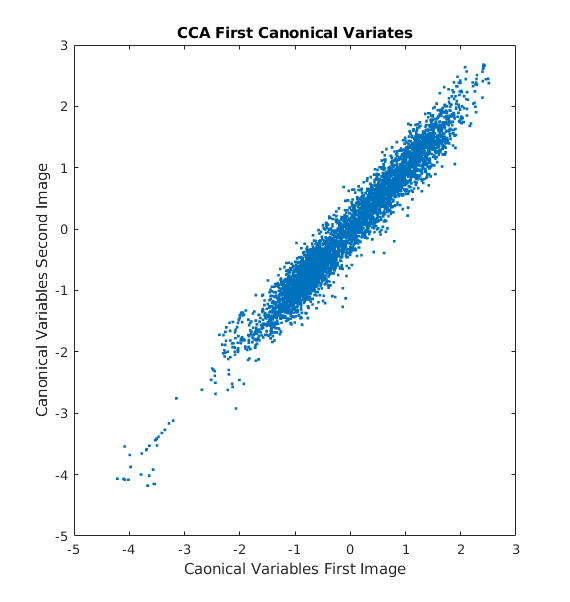 CCA First Canonical Variates
3
2
1
0
-1
-2
-3
-4
-5
Canonical Variables Second Image
-5 -4 -3 -2 -1 0 1 2 3
Caonical Variables First Image